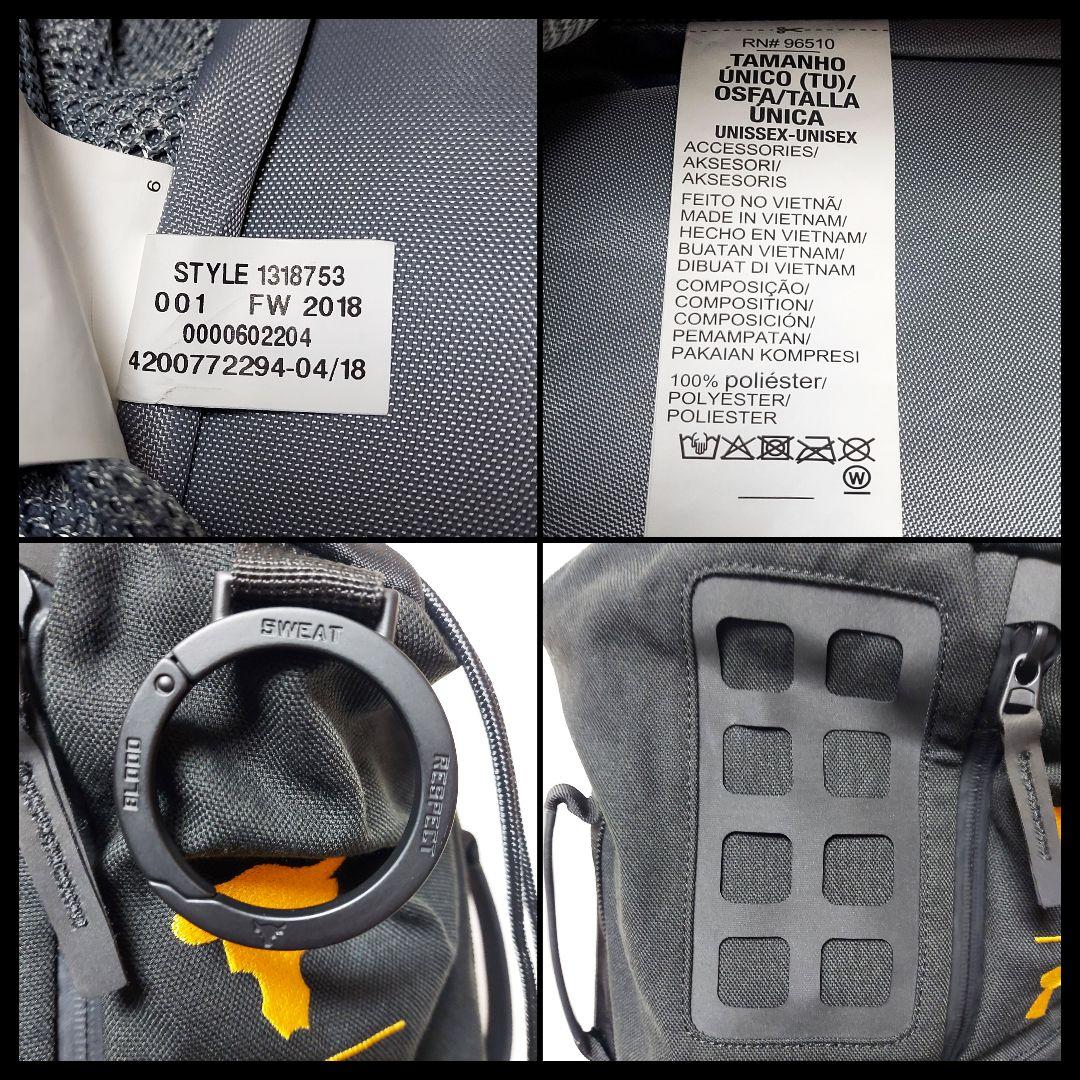 6
STYLE 1318753
001 FW 2018
0000602204
4200772294-04/18
RN# 96510
TAMANHO
ÚNICO (TU)/
OSFA/TALLA
ÚNICA
UNISSEX-UNISEX
ACCESSORIES/
AKSESORI/
AKSESORIS
FEITO NO VIETNÃ/
MADE IN VIETNAM/
HECHO EN VIETNAM/
BUATAN VIETNAM/
DIBUAT DI VIETNAM
COMPOSIÇÃO/
COMPOSITION/
COMPOSICIÓN/
PEMAMPATAN/
PAKAIAN KOMPRESI
100% poliéster/
POLYESTER/
POLIESTER
W
SWEAT
RESPECT
BLOOD